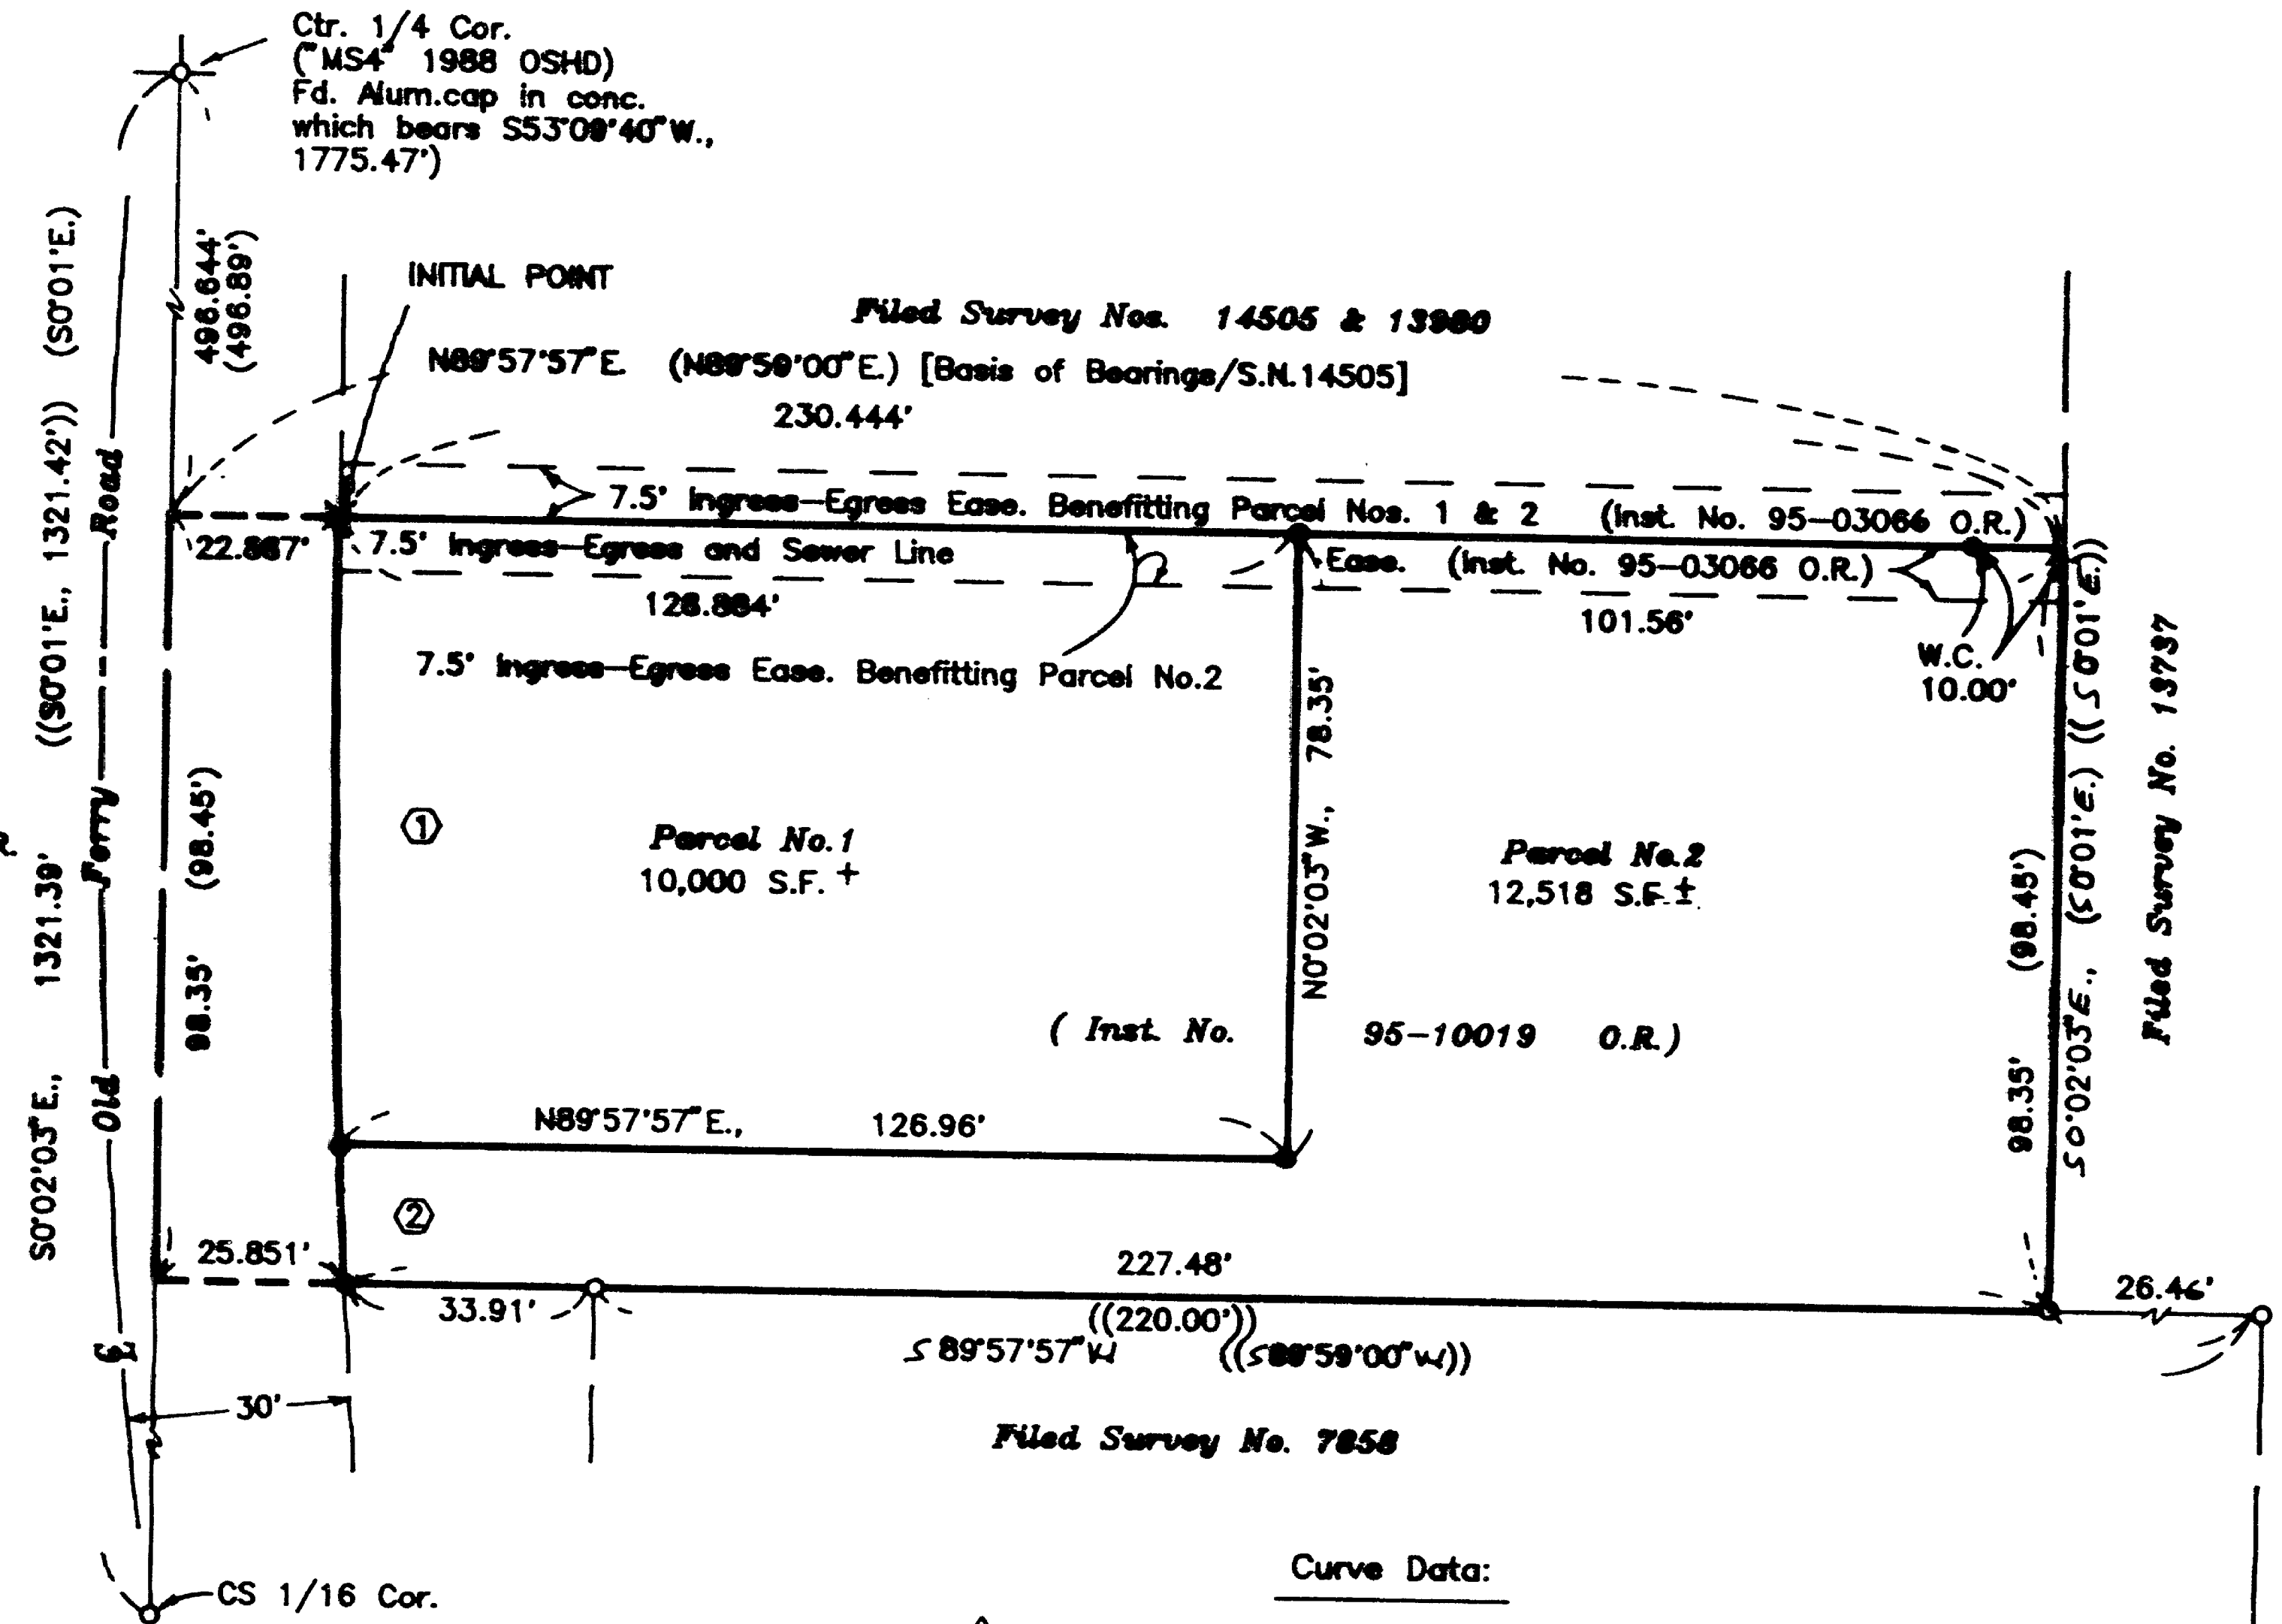 Ctr. 1/4 Cor.
("MS4" 1988 OSHD)
Fd. Alum.cap in conc.
which bears S53°09'40"W.,
1775.47')
496.644'
(496.89')
INITIAL POINT
Filed Survey Nos. 14505 & 13980
N89°57'57"E. (N89°59'00"E.) [Basis of Bearings/S.N.14505]
230.444'
7.5' Ingress-Egress Ease. Benefitting Parcel Nos. 1 & 2 (Inst. No. 95-03066 O.R.)
22.887'
7.5' Ingress-Egress and Sewer Line
Ease. (Inst. No. 95-03066 O.R.)
128.884'
101.56'
7.5' Ingress-Egress Ease. Benefitting Parcel No.2
W.C.
10.00'
S0°02'03"E., 1321.39' ((S0°01'E., 1321.42')) (S0°01'E.)
Old Ferry Road
98.35' (98.45')
1
Parcel No.1
10,000 S.F. +
N0°02'03"W., 78.35'
Parcel No.2
12,518 S.F.±
98.35' (98.45')
S0°02'03"E., (S0°01'E.) ((S0°01'E.))
Filed Survey No. 13737
( Inst. No. 95-10019 O.R.)
N89°57'57"E., 126.96'
2
25.851'
33.91'
227.48'
((220.00'))
S89°57'57"W ((S89°59'00"W))
26.46'
℄
30'
Filed Survey No. 7858
Curve Data:
CS 1/16 Cor.